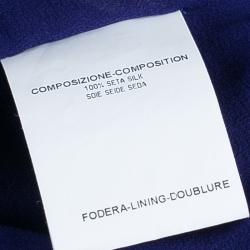 COMPOSIZIONE-COMPOSITION
100% SETA SILK
SOIE SEIDE SEDA
FODERA-LINING-DOUBLURE